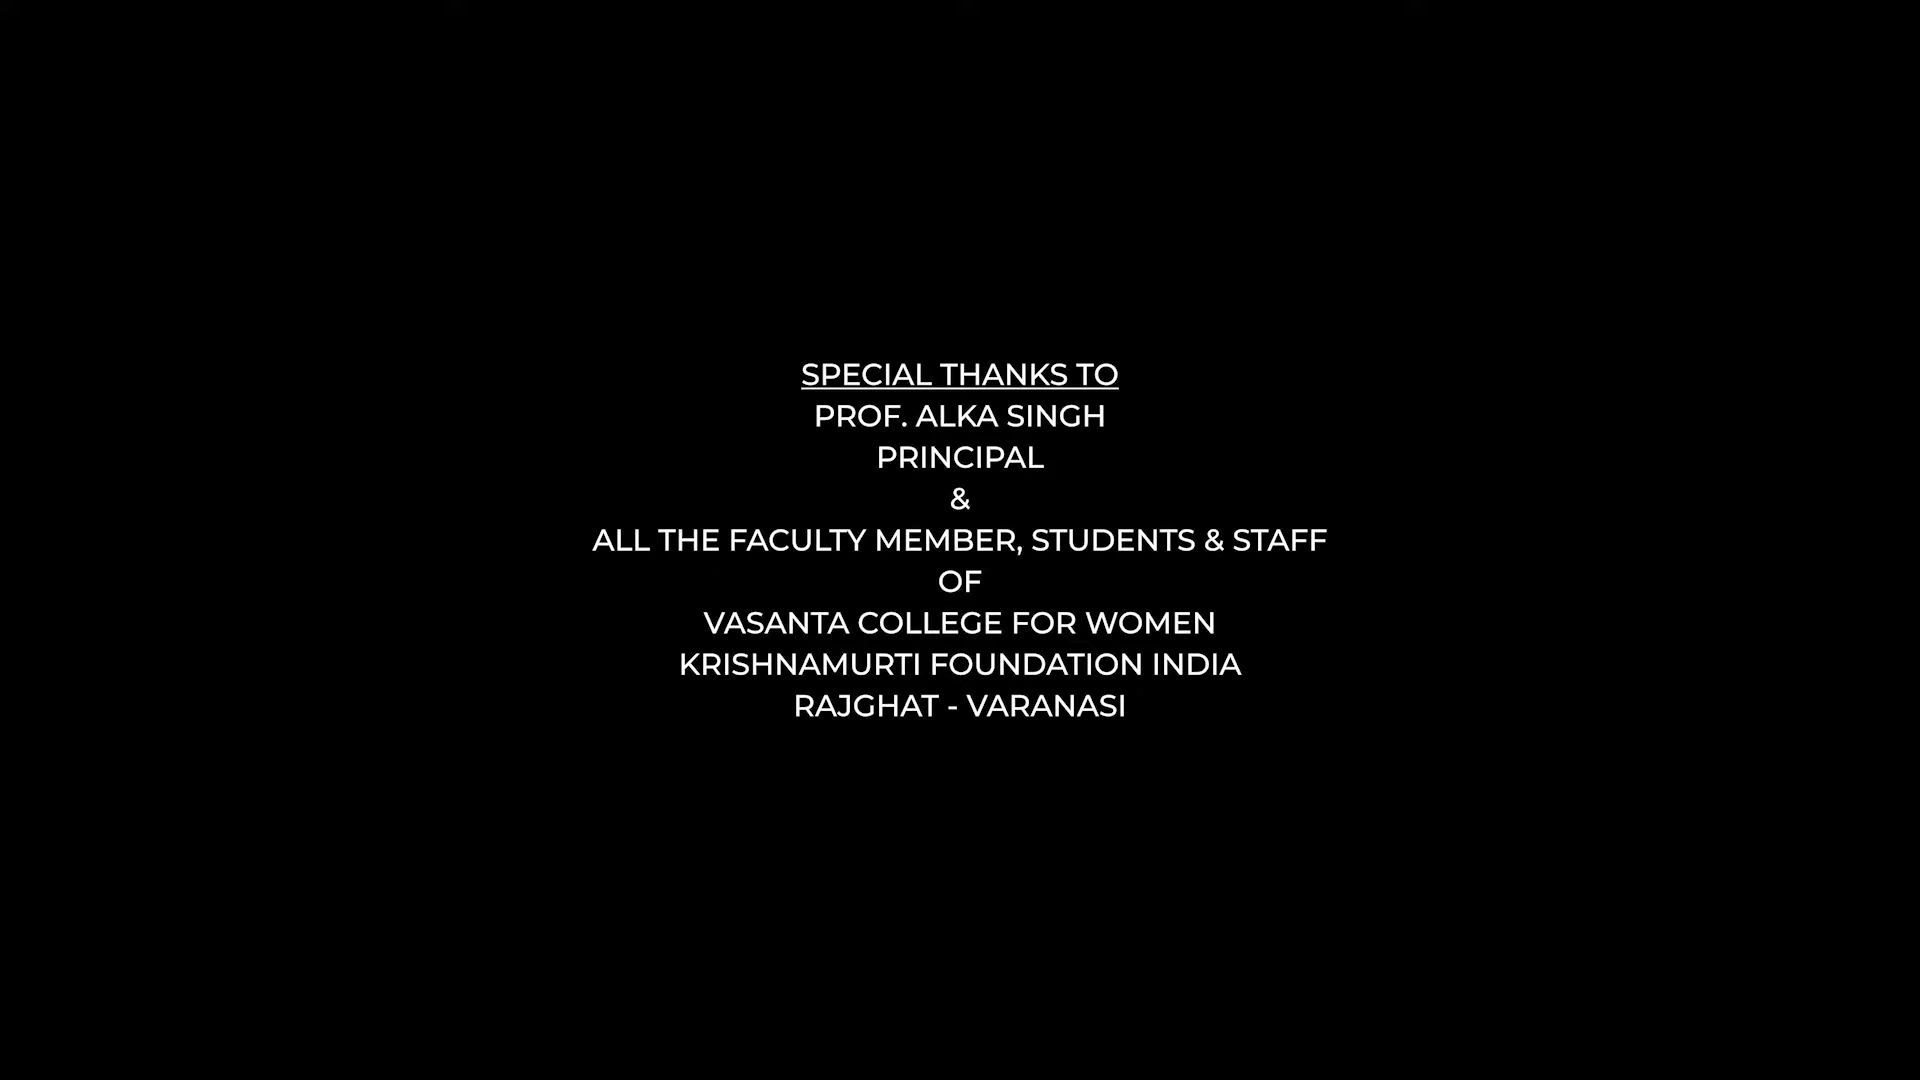 SPECIAL THANKS TO
PROF. ALKA SINGH
PRINCIPAL
&
ALL THE FACULTY MEMBER, STUDENTS & STAFF
OF
VASANTA COLLEGE FOR WOMEN
KRISHNAMURTI FOUNDATION INDIA
RAJGHAT - VARANASI